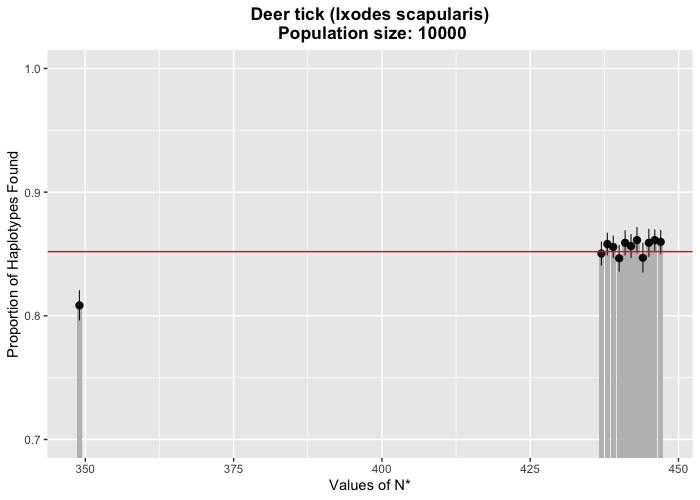 Deer tick (Ixodes scapularis)
Population size: 10000
1.0
0.9
0.8
0.7
Proportion of Haplotypes Found
350 375 400 425 450
Values of N*